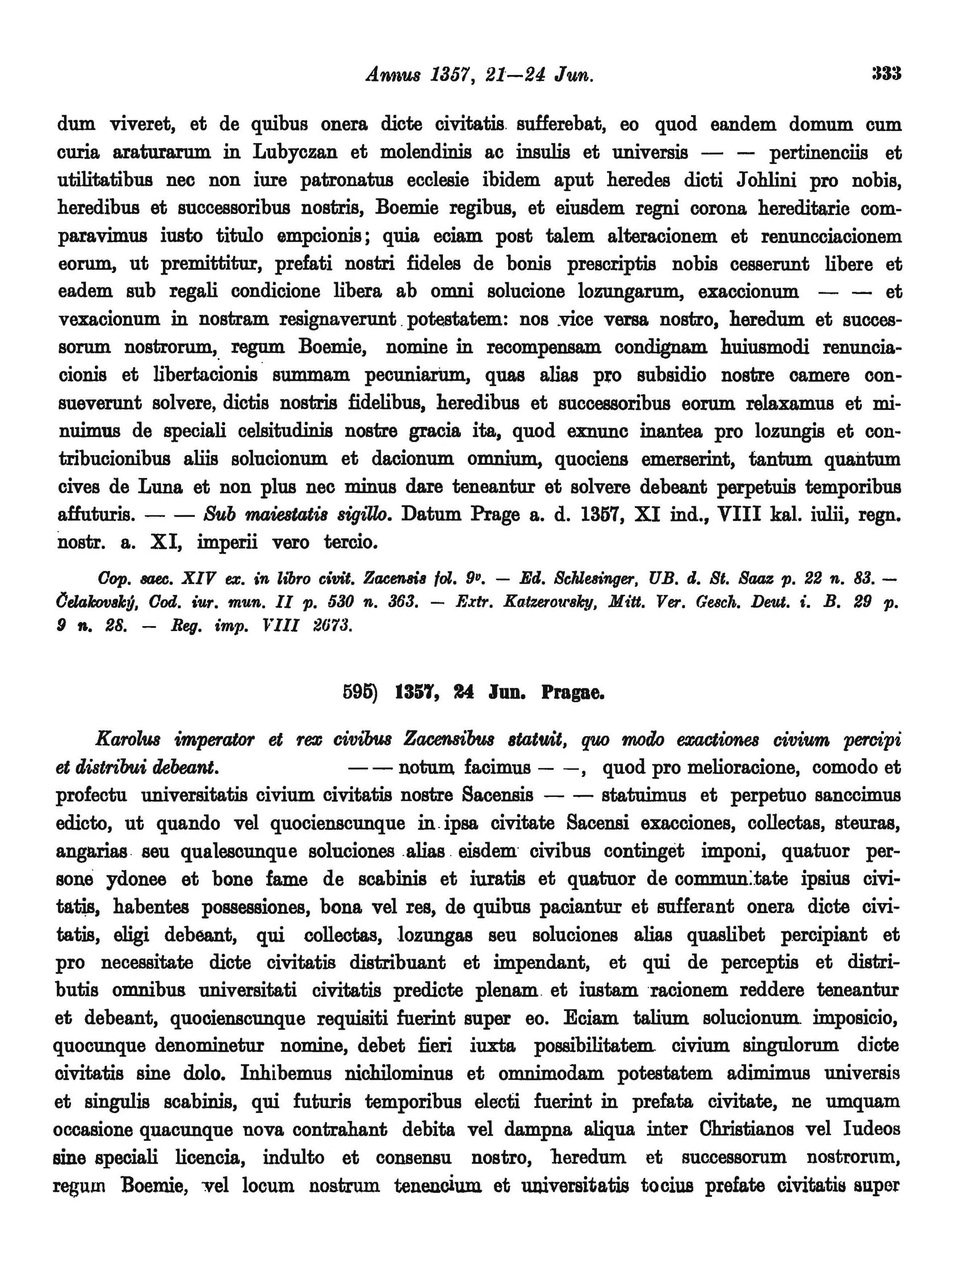 Annus 1357, 21—24 Jun. 333
dum viveret, et de quibus onera dicte civitatis sufferebat, eo quod eandem domum cum
curia araturarum in Lubyczan et molendinis ac insulis et universis — — pertinenciis et
utilitatibus nec non iure patronatus ecclesie ibidem aput heredes dicti Johlini pro nobis,
heredibus et successoribus nostris, Boemie regibus, et eiusdem regni corona hereditarie com-
paravimus iusto titulo empcionis; quia eciam post talem alteracionem et renuncciacionem
eorum, ut premittitur, prefati nostri fideles de bonis prescriptis nobis cesserunt libere et
eadem sub regali condicione libera ab omni solucione lozungarum, exaccionum — — et
vexacionum in nostram resignaverunt potestatem: nos vice versa nostro, heredum et succes-
sorum nostrorum, regum Boemie, nomine in recompensam condignam huiusmodi renuncia-
cionis et libertacionis summam pecuniarum, quas alias pro subsidio nostre camere con-
sueverunt solvere, dictis nostris fidelibus, heredibus et successoribus eorum relaxamus et mi-
nuimus de speciali celsitudinis nostre gracia ita, quod exnunc inantea pro lozungis et con-
tribucionibus aliis solucionum et dacionum omnium, quociens emerserint, tantum quantum
cives de Luna et non plus nec minus dare teneantur et solvere debeant perpetuis temporibus
affuturis. — — Sub maiestatis sigillo. Datum Prage a. d. 1357, XI ind., VIII kal. iulii, regn.
nostr. a. XI, imperii vero tercio.
Cop. saec. XIV ex. in libro civit. Zacensis fol. 9ᵛ. — Ed. Schlesinger, UB. d. St. Saaz p. 22 n. 83. —
Čelakovský, Cod. iur. mun. II p. 530 n. 363. — Extr. Katzerowsky, Mitt. Ver. Gesch. Deut. i. B. 29 p.
9 n. 28. — Reg. imp. VIII 2673.
595) 1357, 24 Jun. Pragae.
Karolus imperator et rex civibus Zacensibus statuit, quo modo exactiones civium percipi
et distribui debeant. — — notum facimus — —, quod pro melioracione, comodo et
profectu universitatis civium civitatis nostre Sacensis — — statuimus et perpetuo sanccimus
edicto, ut quando vel quocienscunque in ipsa civitate Sacensi exacciones, collectas, steuras,
angarias seu qualescunque soluciones alias eisdem civibus continget imponi, quatuor per-
sone ydonee et bone fame de scabinis et iuratis et quatuor de communitate ipsius civi-
tatis, habentes possessiones, bona vel res, de quibus paciantur et sufferant onera dicte civi-
tatis, eligi debeant, qui collectas, lozungas seu soluciones alias quaslibet percipiant et
pro necessitate dicte civitatis distribuant et impendant, et qui de perceptis et distri-
butis omnibus universitati civitatis predicte plenam et iustam racionem reddere teneantur
et debeant, quocienscunque requisiti fuerint super eo. Eciam talium solucionum imposicio,
quocunque denominetur nomine, debet fieri iuxta possibilitatem civium singulorum dicte
civitatis sine dolo. Inhibemus nichilominus et omnimodam potestatem adimimus universis
et singulis scabinis, qui futuris temporibus electi fuerint in prefata civitate, ne umquam
occasione quacunque nova contrahant debita vel dampna aliqua inter Christianos vel Iudeos
sine speciali licencia, indulto et consensu nostro, heredum et successorum nostrorum,
regum Boemie, vel locum nostrum tenencium et universitatis tocius prefate civitatis super